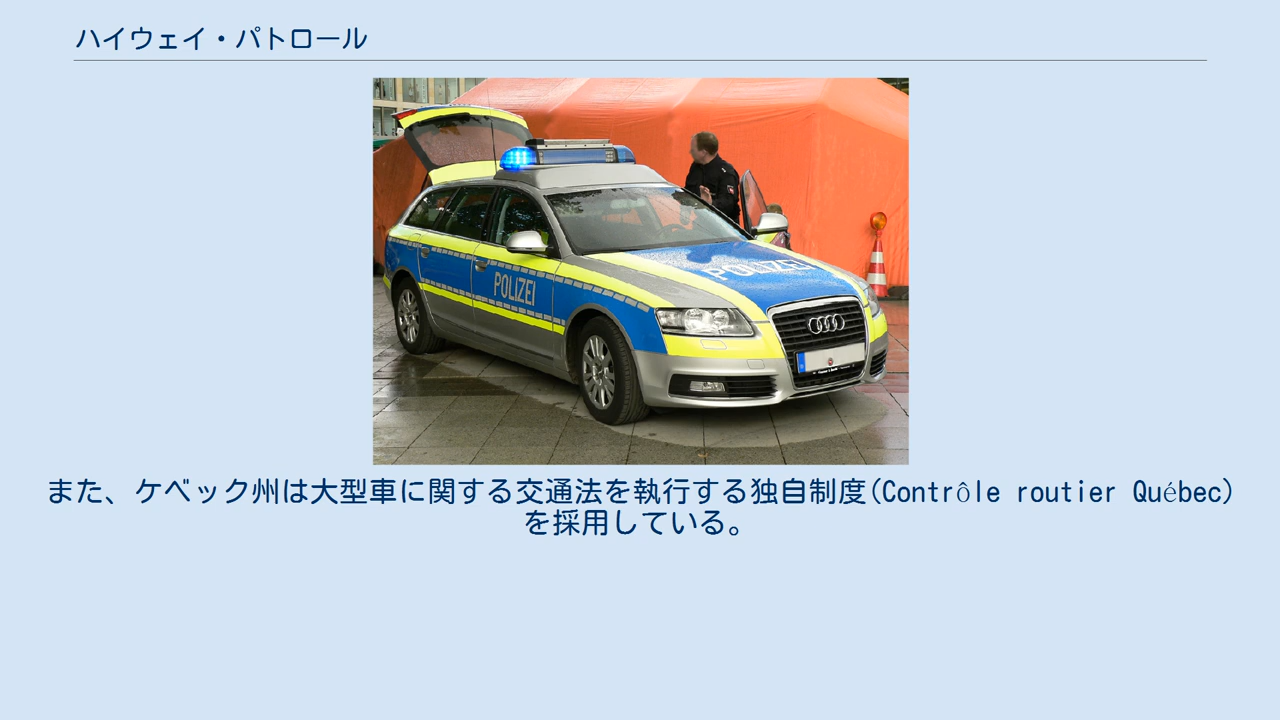 ハイウェイ・パトロール
POLIZEI
POLIZEI
また、ケベック州は大型車に関する交通法を執行する独自制度(Contrôle routier Québec)
を採用している。